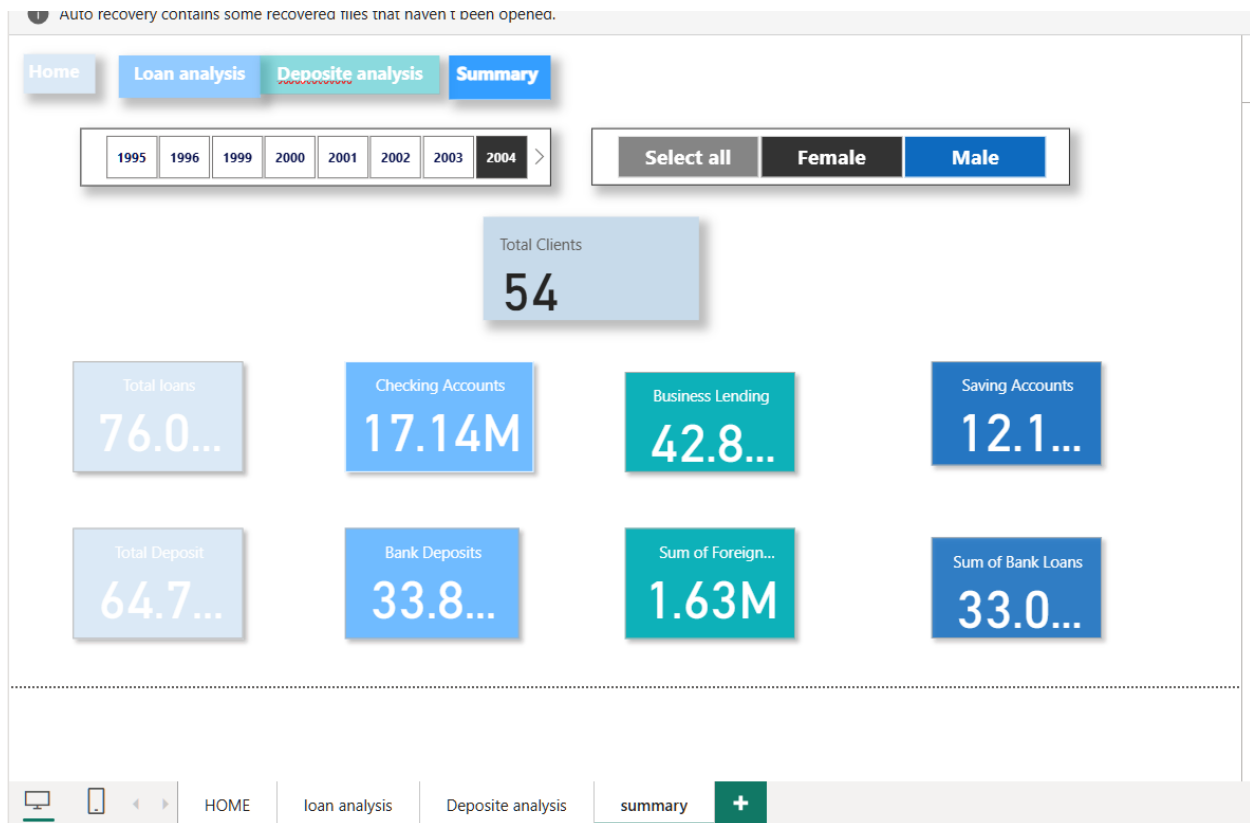 Auto recovery contains some recovered files that haven't been opened.
Home Loan analysis Deposite analysis Summary
1995 1996 1999 2000 2001 2002 2003 2004
Select all Female Male
Total Clients
54
Total loans Checking Accounts Business Lending Saving Accounts
76.0... 17.14M 42.8... 12.1...
Total Deposit Bank Deposits Sum of Foreign... Sum of Bank Loans
64.7... 33.8... 1.63M 33.0...
HOME loan analysis Deposite analysis summary +